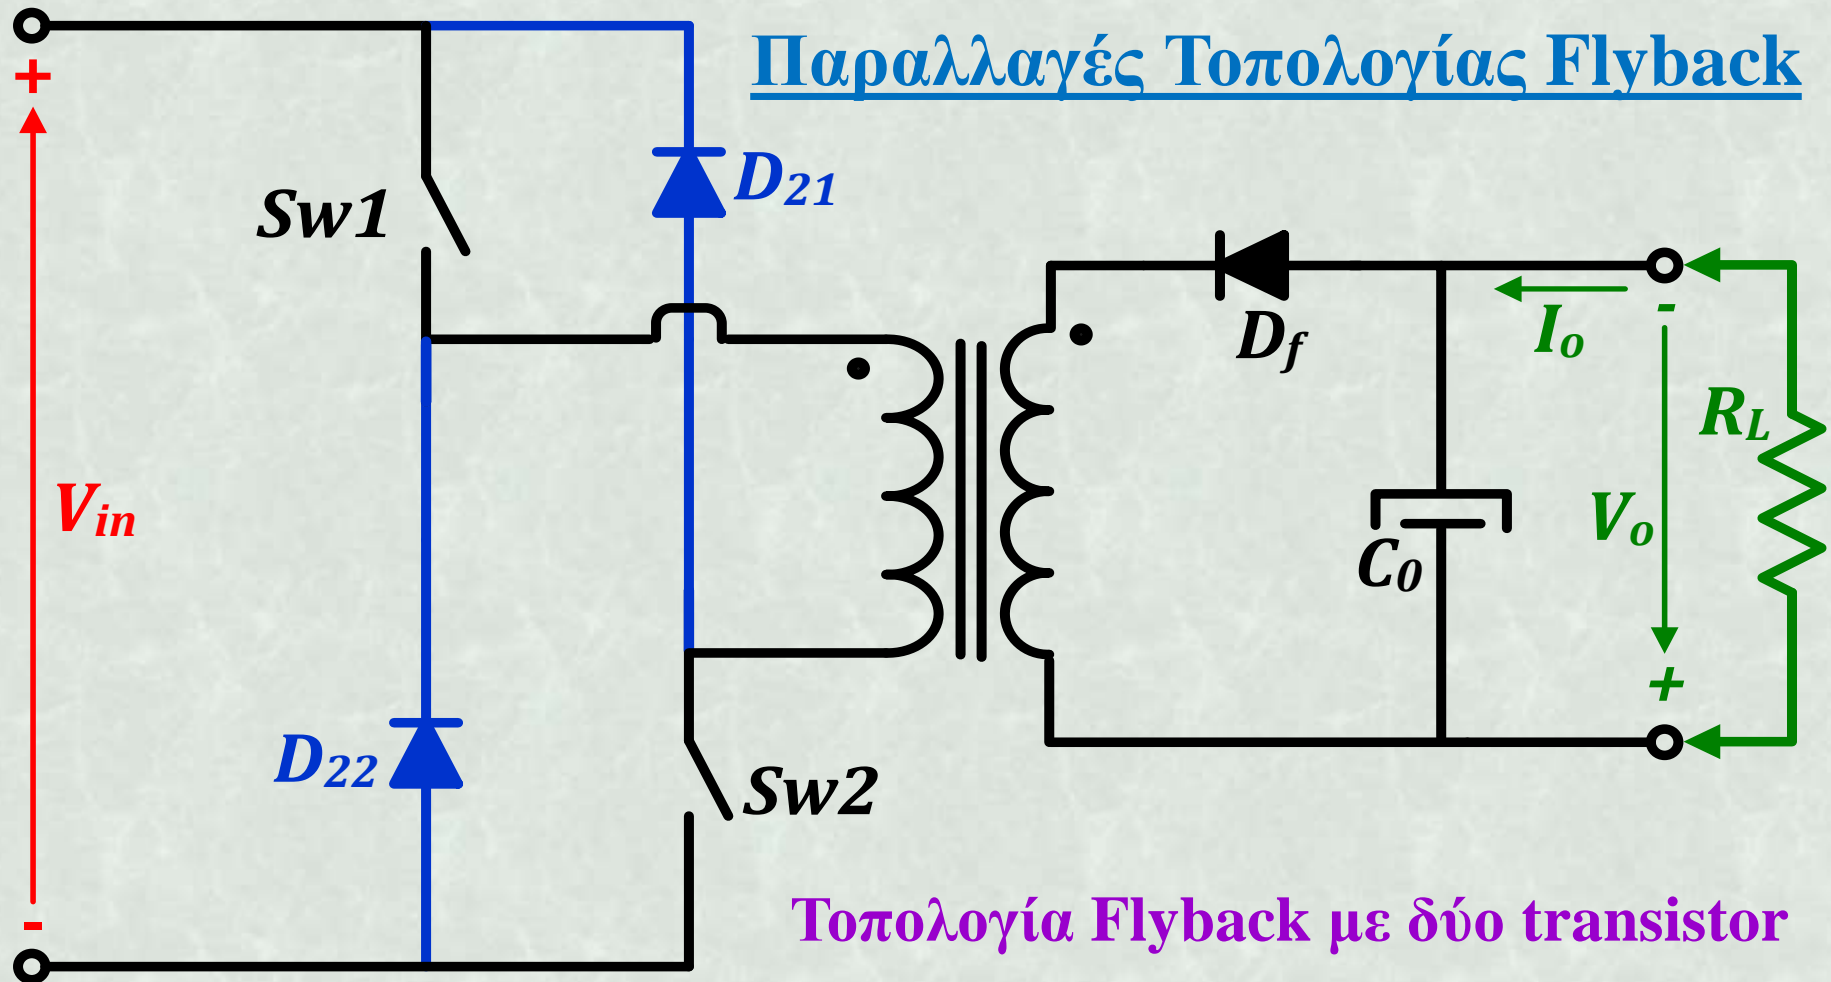 Παραλλαγές Τοπολογίας Flyback
+
Sw1
D21
Df
Io
-
RL
Vin
Vo
C0
+
D22
Sw2
-
Τοπολογία Flyback με δύο transistor